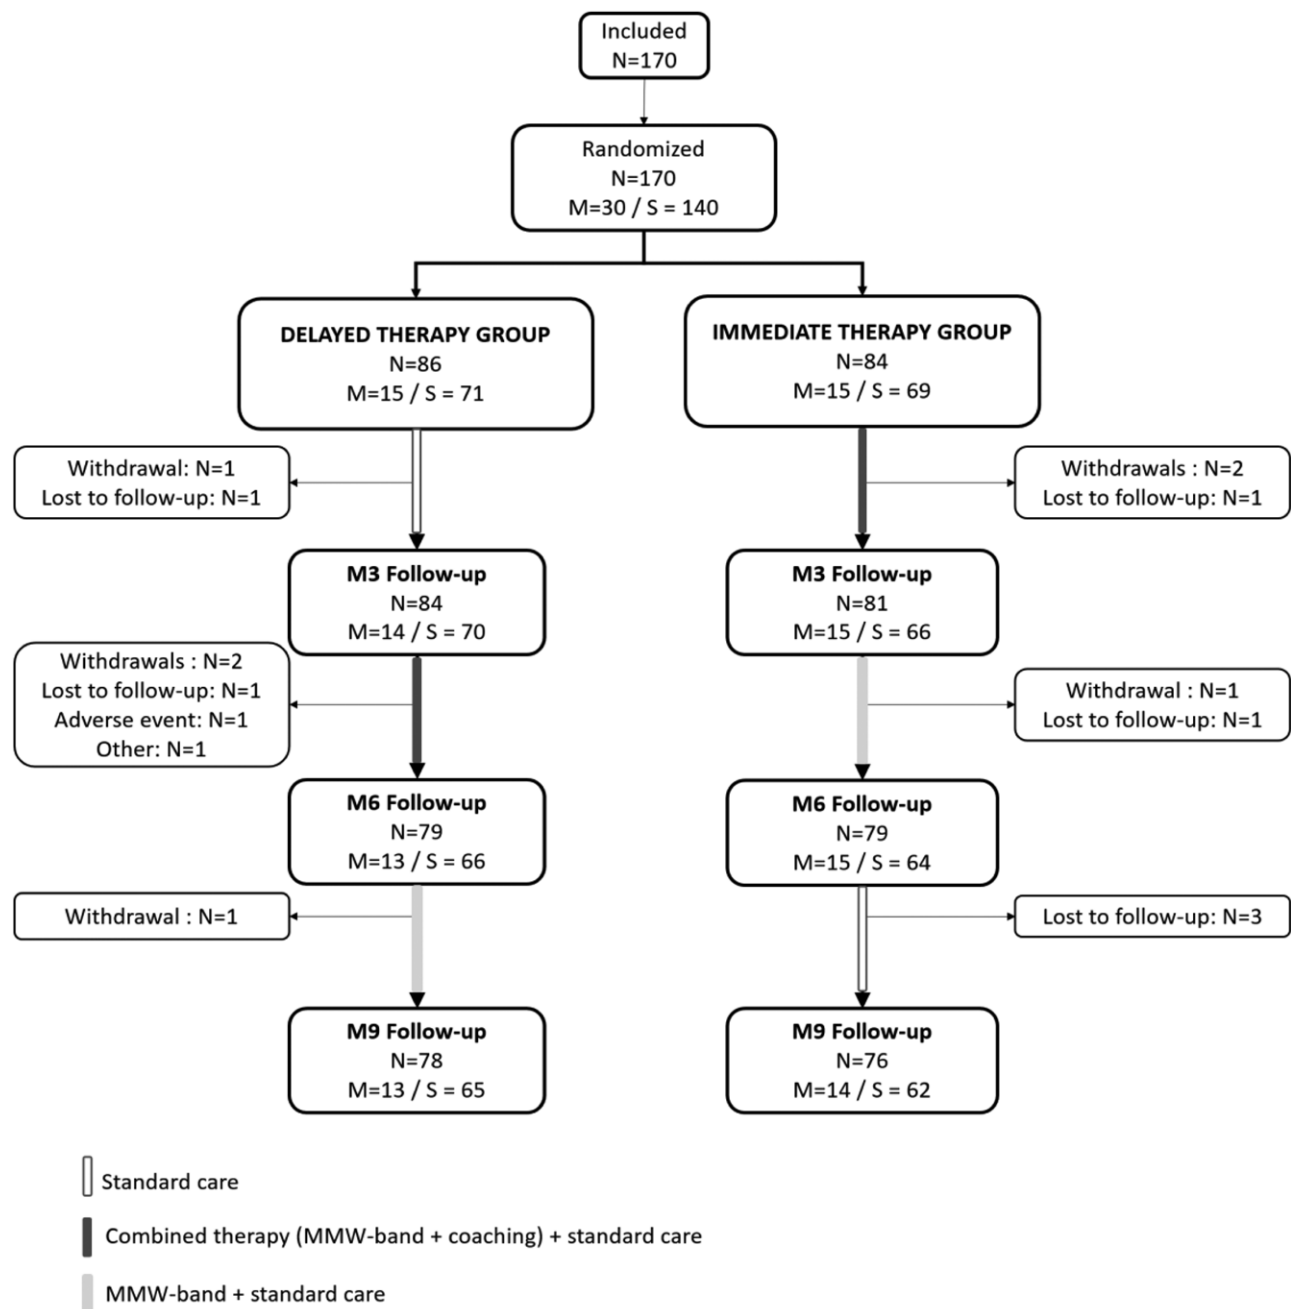 Included
N=170
Randomized
N=170
M=30 / S = 140
DELAYED THERAPY GROUP
N=86
M=15 / S = 71
IMMEDIATE THERAPY GROUP
N=84
M=15 / S = 69
Withdrawal: N=1
Lost to follow-up: N=1
Withdrawals : N=2
Lost to follow-up: N=1
M3 Follow-up
N=84
M=14 / S = 70
M3 Follow-up
N=81
M=15 / S = 66
Withdrawals : N=2
Lost to follow-up: N=1
Adverse event: N=1
Other: N=1
Withdrawal : N=1
Lost to follow-up: N=1
M6 Follow-up
N=79
M=13 / S = 66
M6 Follow-up
N=79
M=15 / S = 64
Withdrawal : N=1
Lost to follow-up: N=3
M9 Follow-up
N=78
M=13 / S = 65
M9 Follow-up
N=76
M=14 / S = 62
Standard care
Combined therapy (MMW-band + coaching) + standard care
MMW-band + standard care